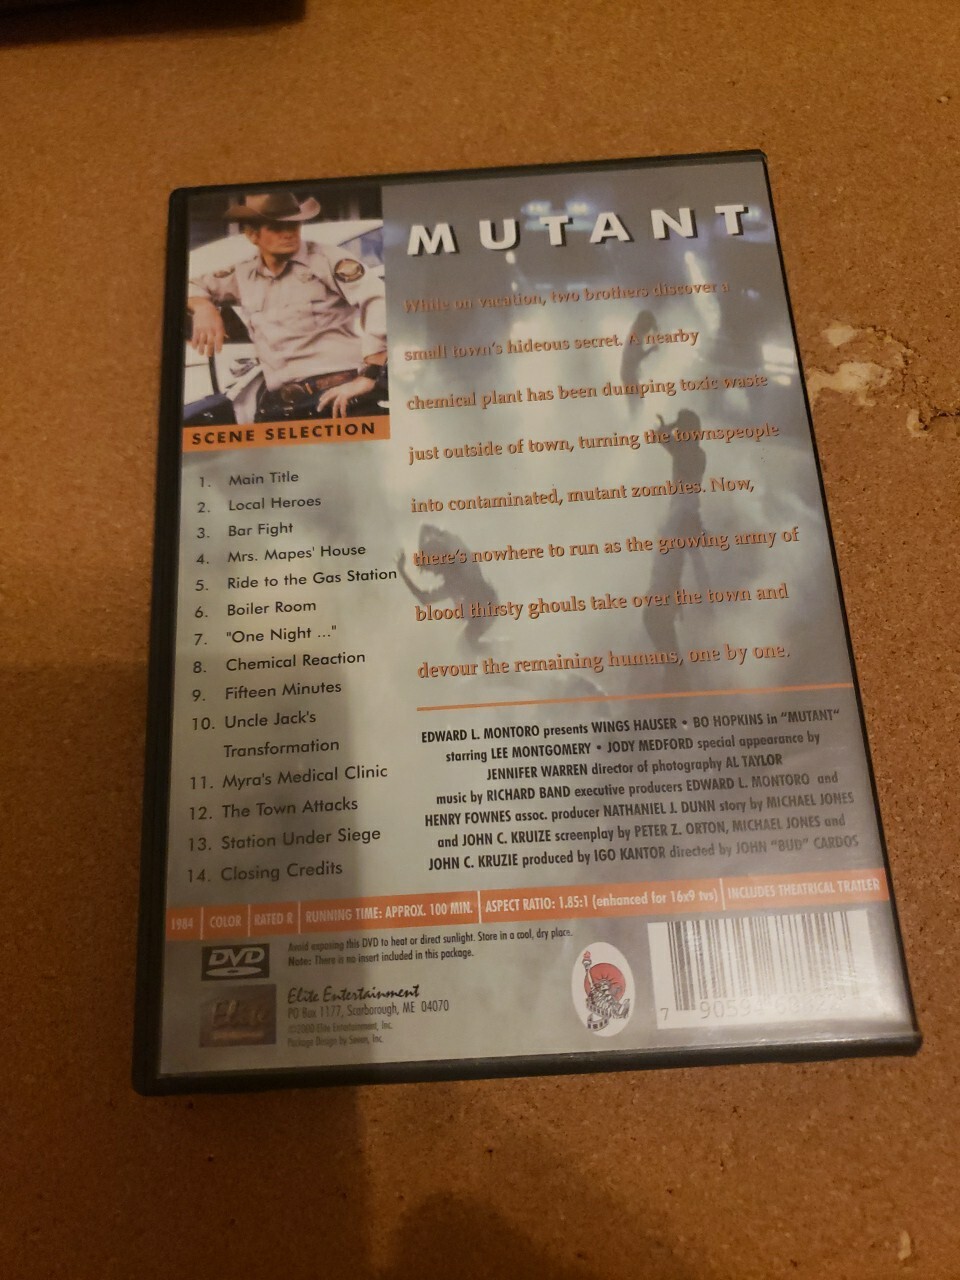 MUTANT
While on vacation, two brothers discover a
small town's hideous secret. A nearby
chemical plant has been dumping toxic waste
just outside of town, turning the townspeople
into contaminated, mutant zombies. Now,
there's nowhere to run as the growing army of
blood thirsty ghouls take over the town and
devour the remaining humans, one by one.
SCENE SELECTION
1. Main Title
2. Local Heroes
3. Bar Fight
4. Mrs. Mapes' House
5. Ride to the Gas Station
6. Boiler Room
7. "One Night ..."
8. Chemical Reaction
9. Fifteen Minutes
10. Uncle Jack's
Transformation
11. Myra's Medical Clinic
12. The Town Attacks
13. Station Under Siege
14. Closing Credits
EDWARD L. MONTORO presents WINGS HAUSER • BO HOPKINS in "MUTANT"
starring LEE MONTGOMERY • JODY MEDFORD special appearance by
JENNIFER WARREN director of photography AL TAYLOR
music by RICHARD BAND executive producers EDWARD L. MONTORO and
HENRY FOWNES assoc. producer NATHANIEL J. DUNN story by MICHAEL JONES
and JOHN C. KRUIZE screenplay by PETER Z. ORTON, MICHAEL JONES and
JOHN C. KRUZIE produced by IGO KANTOR directed by JOHN "BUD" CARDOS
1984 COLOR RATED R RUNNING TIME: APPROX. 100 MIN. ASPECT RATIO: 1.85:1 (enhanced for 16x9 tvs) INCLUDES THEATRICAL TRAILER
DVD
Avoid exposing this DVD to heat or direct sunlight. Store in a cool, dry place.
Note: There is no insert included in this package.
Elite Entertainment
PO Box 1177, Scarborough, ME 04070
©2000 Elite Entertainment, Inc.
Package Design by Seven, Inc.
Elite
7